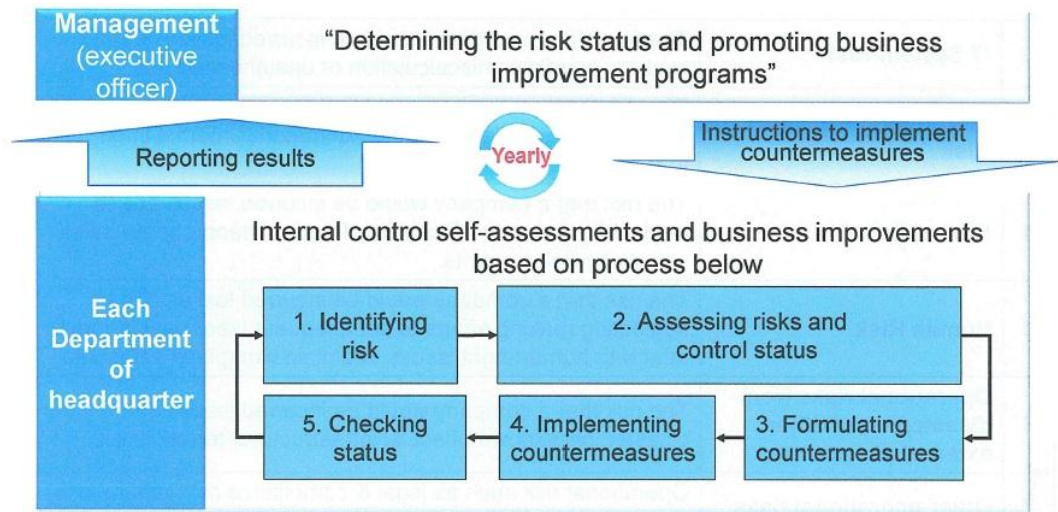 Management
(executive
officer)
“Determining the risk status and promoting business
improvement programs”
Reporting results
Yearly
Instructions to implement
countermeasures
Each
Department
of
headquarter
Internal control self-assessments and business improvements
based on process below
1. Identifying
risk
2. Assessing risks and
control status
3. Formulating
countermeasures
4. Implementing
countermeasures
5. Checking
status